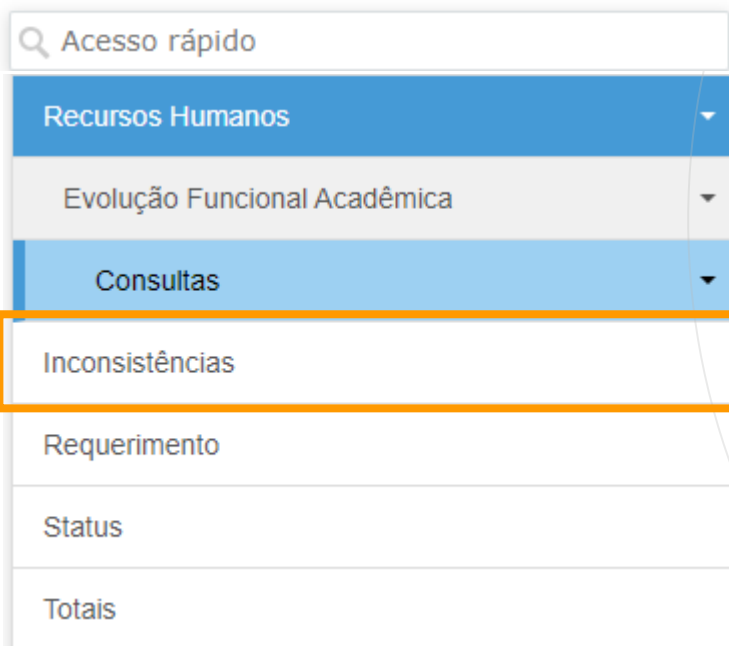 Acesso rápido
Recursos Humanos
Evolução Funcional Acadêmica
Consultas
Inconsistências
Requerimento
Status
Totais